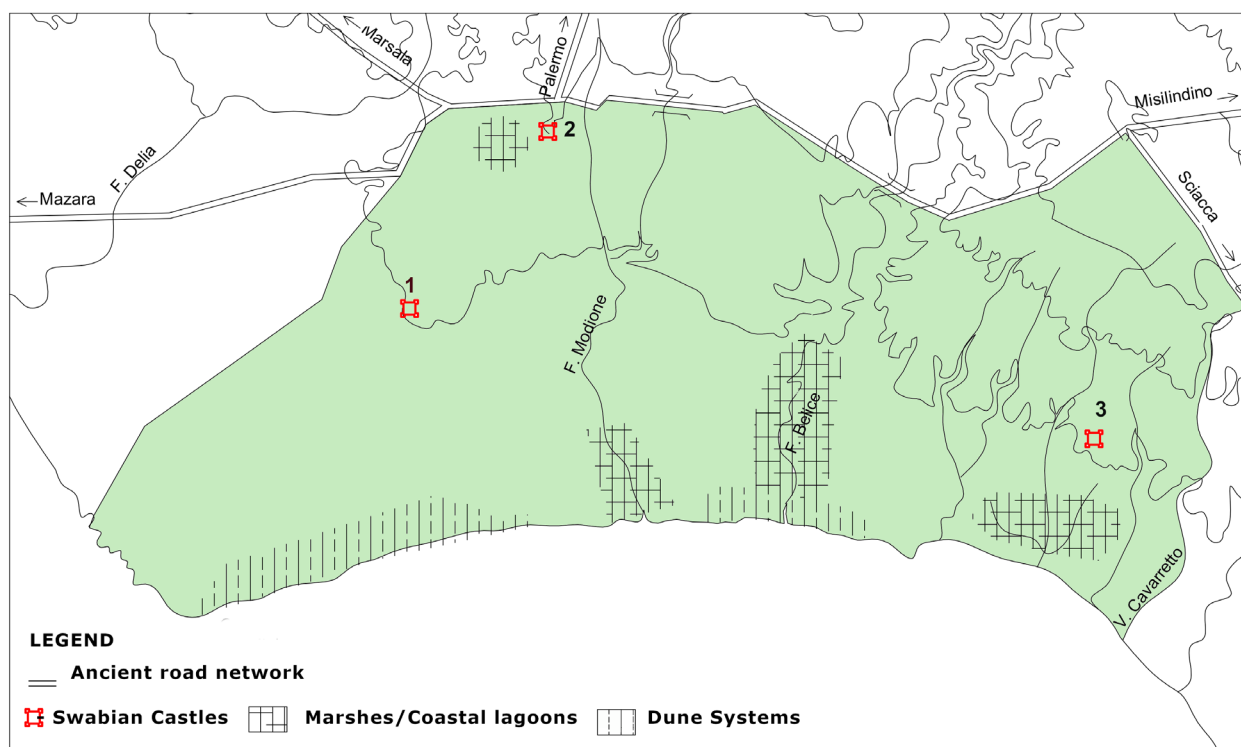 Marsala
Palermo
2
Misilindino
F. Delia
Mazara
Sciacca
1
F. Modione
F. Belice
3
V. Cavarretto
LEGEND
Ancient road network
Swabian Castles
Marshes/Coastal lagoons
Dune Systems